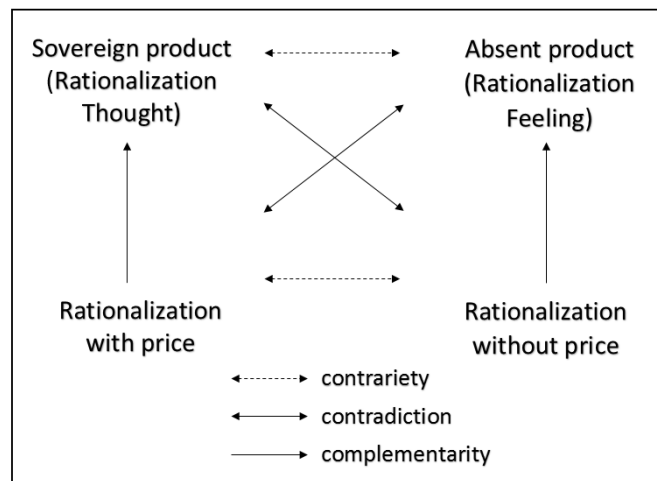 Sovereign product
(Rationalization
Thought)
Absent product
(Rationalization
Feeling)
Rationalization
with price
Rationalization
without price
contrariety
contradiction
complementarity